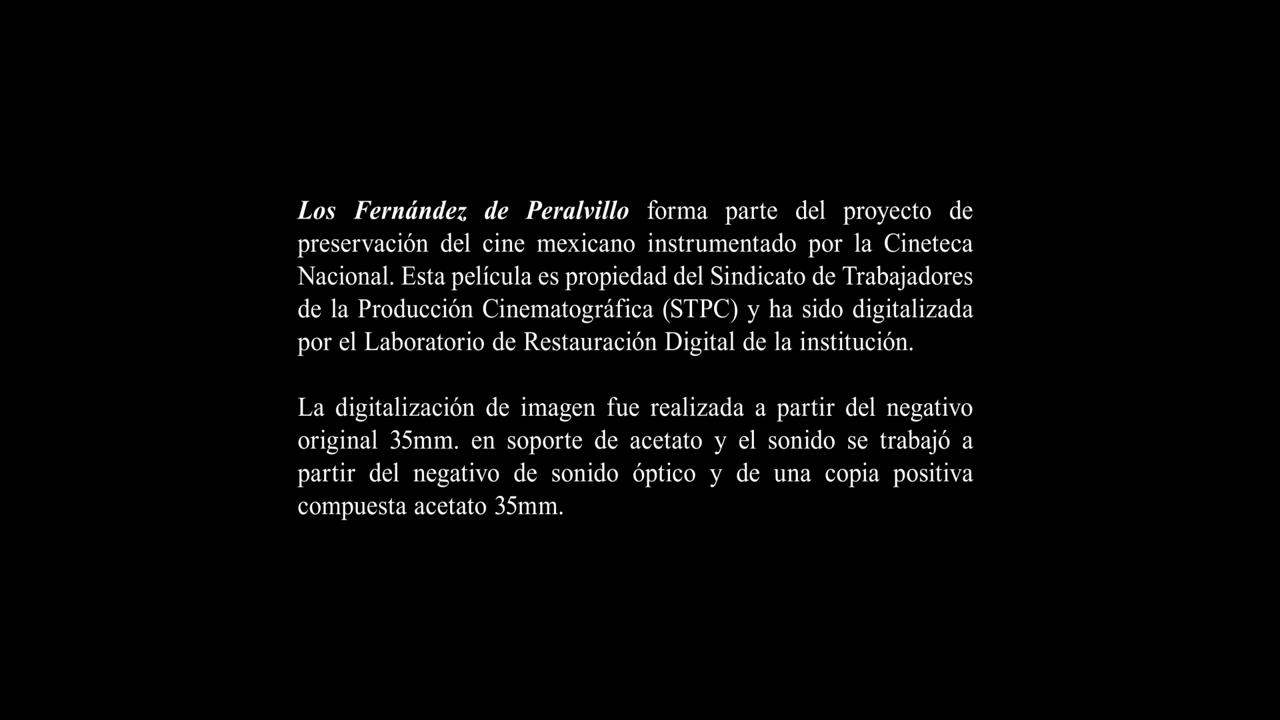 Los Fernández de Peralvillo forma parte del proyecto de
preservación del cine mexicano instrumentado por la Cineteca
Nacional. Esta película es propiedad del Sindicato de Trabajadores
de la Producción Cinematográfica (STPC) y ha sido digitalizada
por el Laboratorio de Restauración Digital de la institución.
La digitalización de imagen fue realizada a partir del negativo
original 35mm. en soporte de acetato y el sonido se trabajó a
partir del negativo de sonido óptico y de una copia positiva
compuesta acetato 35mm.